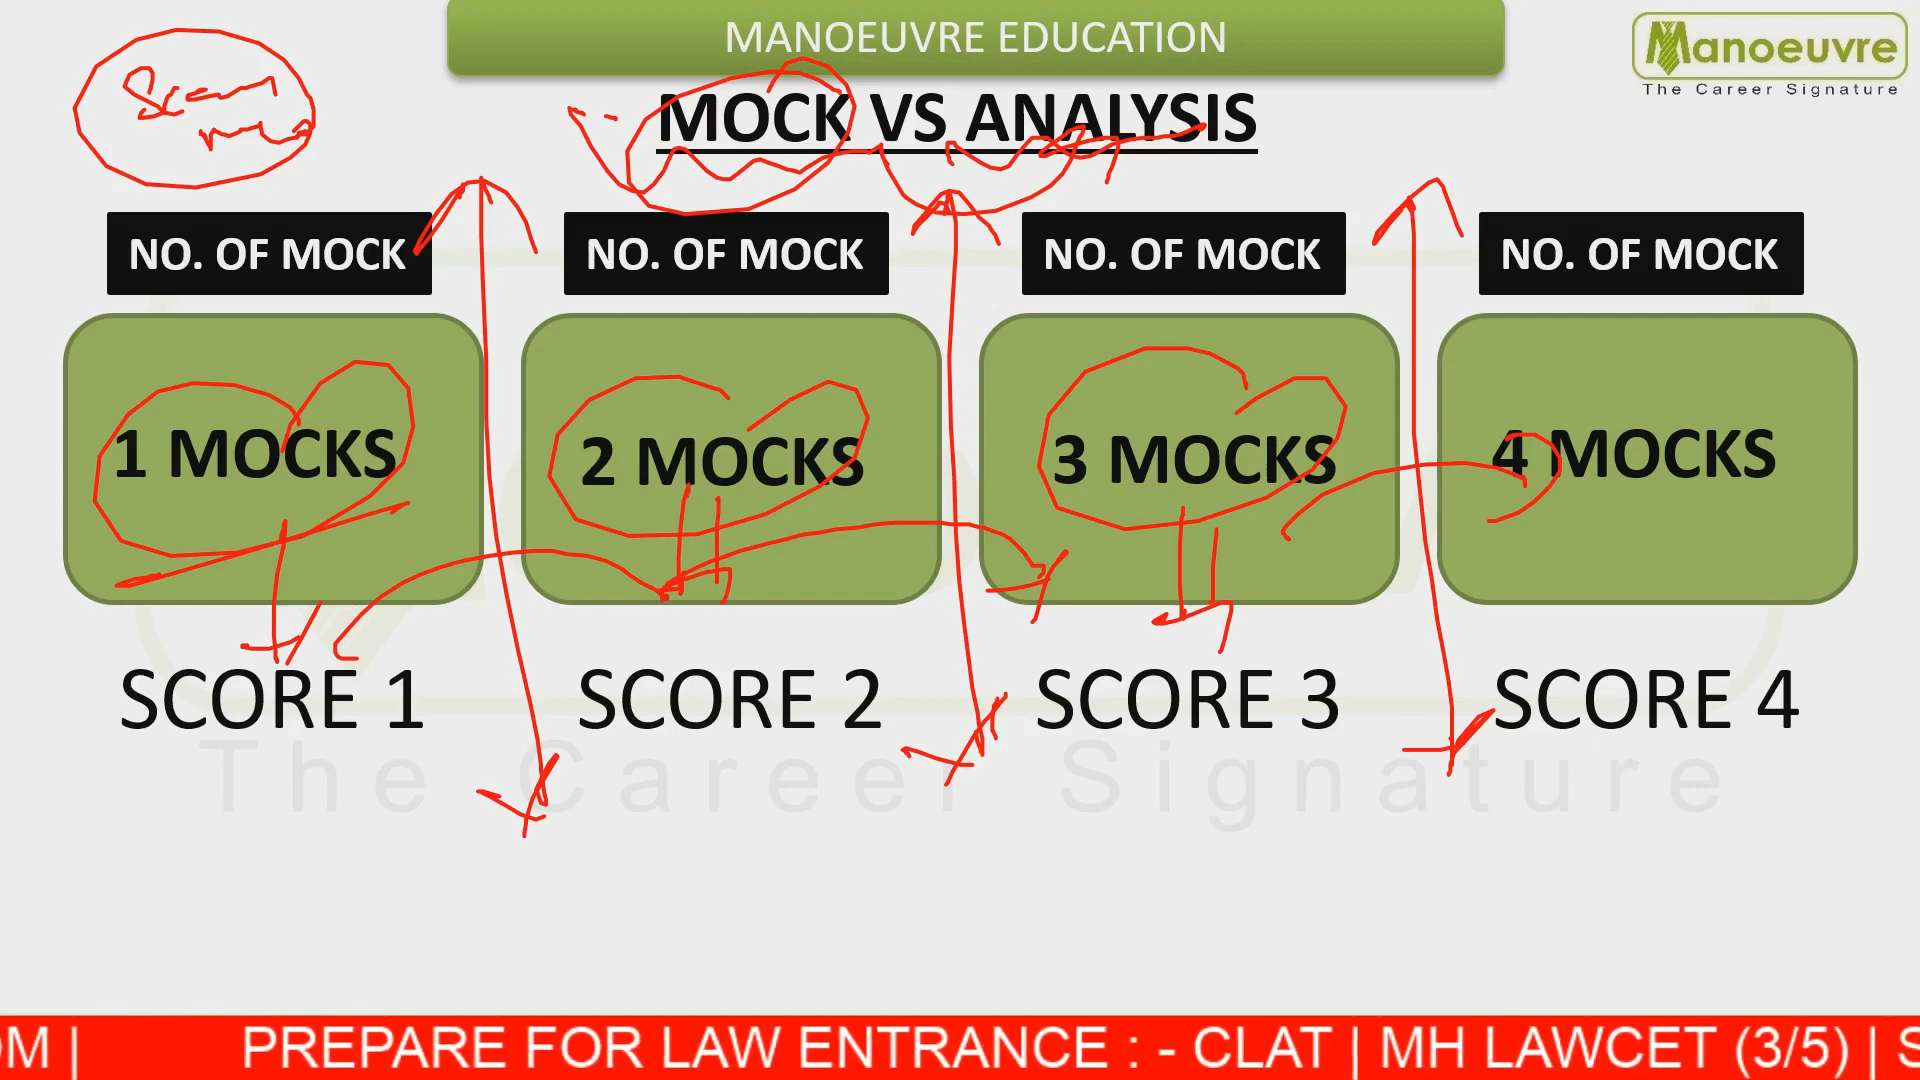 MANOEUVRE EDUCATION
Manoeuvre
The Career Signature
MOCK VS ANALYSIS
NO. OF MOCK
NO. OF MOCK
NO. OF MOCK
NO. OF MOCK
1 MOCKS
2 MOCKS
3 MOCKS
4 MOCKS
SCORE 1
SCORE 2
SCORE 3
SCORE 4
The Career Signature
OM | PREPARE FOR LAW ENTRANCE : - CLAT | MH LAWCET (3/5) | S